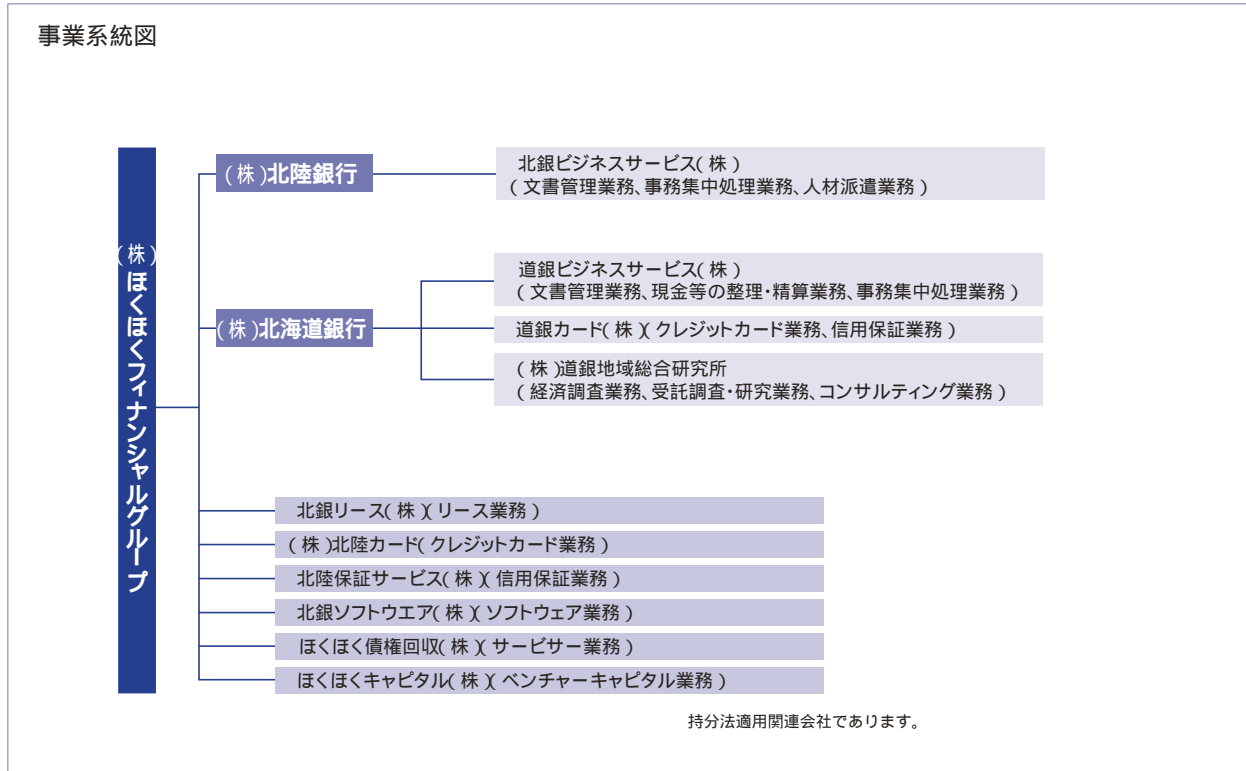 事業系統図
(株)ほくほくフィナンシャルグループ
(株)北陸銀行
北銀ビジネスサービス(株)
(文書管理業務、事務集中処理業務、人材派遣業務)
(株)北海道銀行
道銀ビジネスサービス(株)
(文書管理業務、現金等の整理・精算業務、事務集中処理業務)
道銀カード(株)(クレジットカード業務、信用保証業務)
(株)道銀地域総合研究所
(経済調査業務、受託調査・研究業務、コンサルティング業務)
北銀リース(株)(リース業務)
(株)北陸カード(クレジットカード業務)
北陸保証サービス(株)(信用保証業務)
北銀ソフトウエア(株)(ソフトウェア業務)
ほくほく債権回収(株)(サービサー業務)
ほくほくキャピタル(株)(ベンチャーキャピタル業務)
持分法適用関連会社であります。